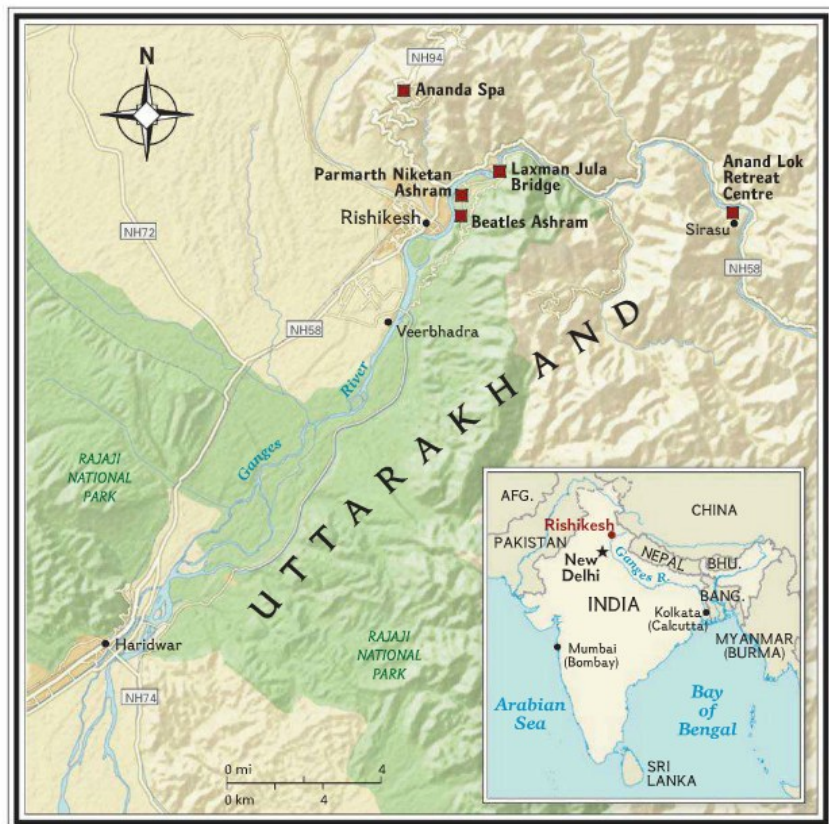 N
NH94
Ananda Spa
Parmarth Niketan
Ashram
Laxman Jula
Bridge
Anand Lok
Retreat
Centre
Rishikesh
Beatles Ashram
Sirasu
NH72
NH58
NH58
Veerbhadra
Ganges River
UTTARAKHAND
RAJAJI
NATIONAL
PARK
Haridwar
NH74
RAJAJI
NATIONAL
PARK
0 mi 4
0 km 4
AFG.
CHINA
Rishikesh
PAKISTAN
NEPAL
BHU.
New
Delhi
Ganges R.
BANG.
INDIA
Kolkata
(Calcutta)
MYANMAR
(BURMA)
Mumbai
(Bombay)
Arabian
Sea
Bay
of
Bengal
SRI
LANKA